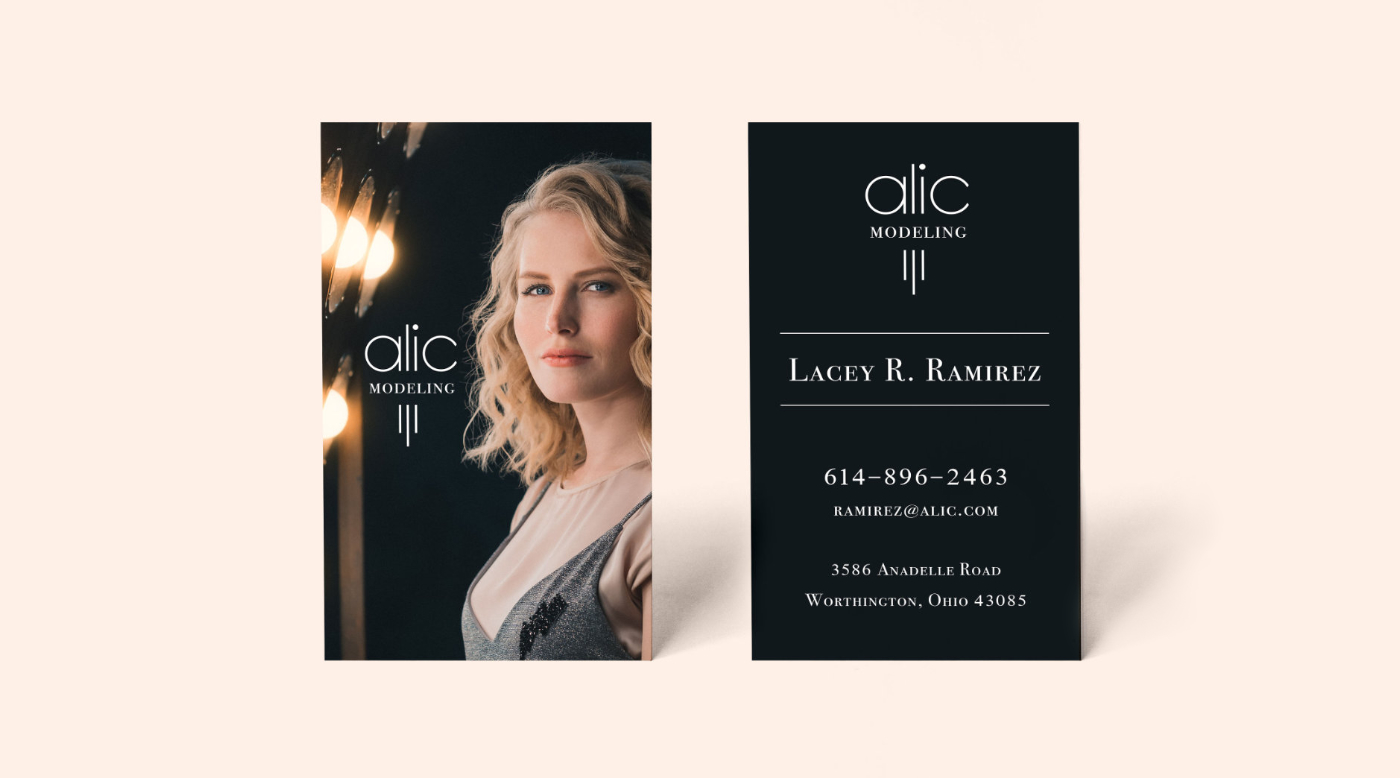 alic
MODELING
alic
MODELING
Lacey R. Ramirez
614-896-2463
ramirez@alic.com
3586 Anadelle Road
Worthington, Ohio 43085